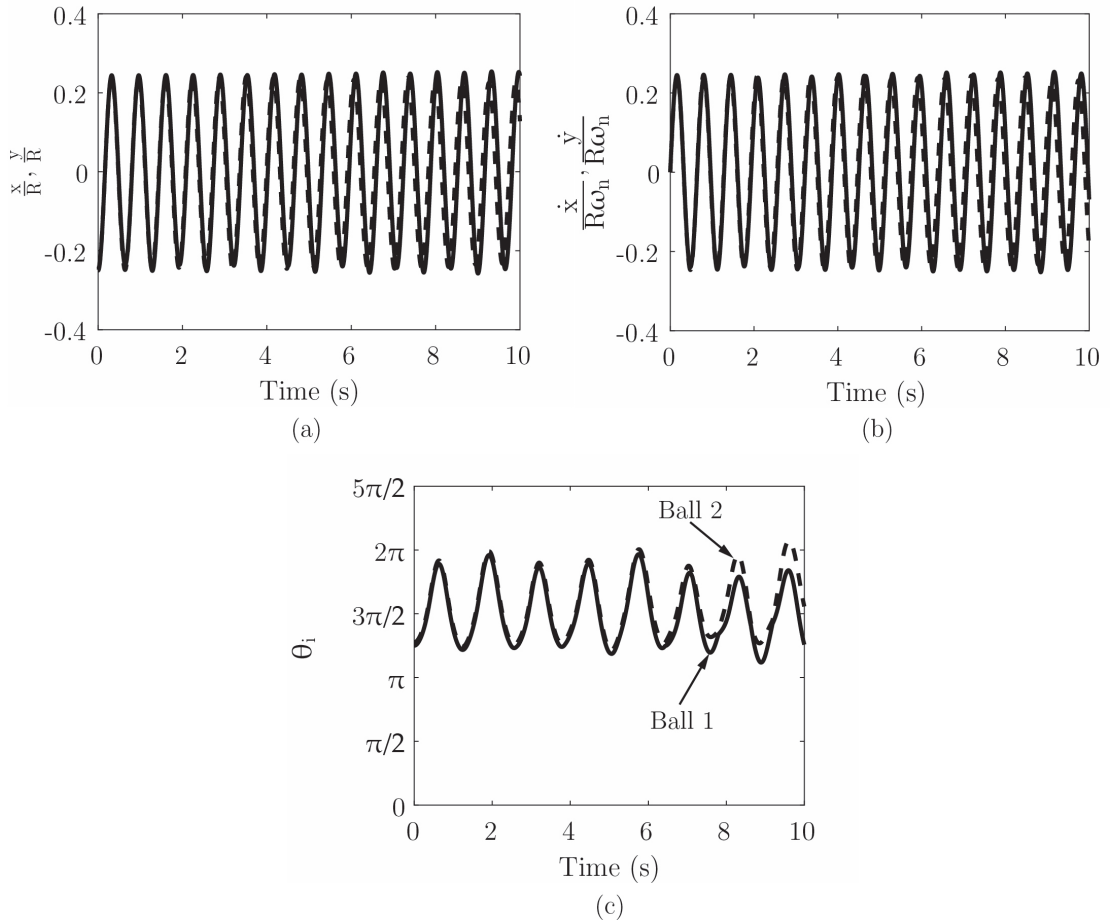 0.4
0.2
0
-0.2
-0.4
x/R, y/R
0 2 4 6 8 10
Time (s)
(a)
0.4
0.2
0
-0.2
-0.4
ẋ/Rωn, ẏ/Rωn
0 2 4 6 8 10
Time (s)
(b)
5π/2
2π
3π/2
π
π/2
0
θi
Ball 2
Ball 1
0 2 4 6 8 10
Time (s)
(c)